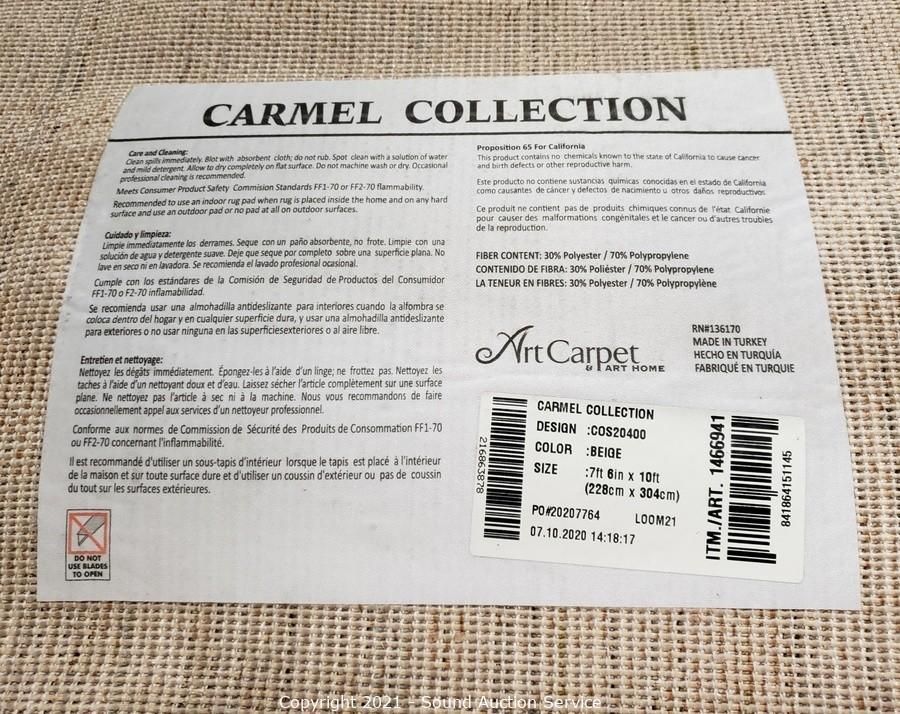 CARMEL COLLECTION
Care and Cleaning:
Clean spills immediately. Blot with absorbent cloth; do not rub. Spot clean with a solution of water
and mild detergent. Allow to dry completely on flat surface. Do not machine wash or dry. Occasional
professional cleaning is recommended.
Meets Consumer Product Safety Commision Standards FF1-70 or FF2-70 flammability.
Recommended to use an indoor rug pad when rug is placed inside the home and on any hard
surface and use an outdoor pad or no pad at all on outdoor surfaces.
Cuidado y limpieza:
Limpie immediatamente los derrames. Seque con un paño absorbente, no frote. Limpie con una
solución de agua y detergente suave. Deje que seque por completo sobre una superficie plana. No
lave en seco ni en lavadora. Se recomienda el lavado profesional ocasional.
Cumple con los estándares de la Comisión de Seguridad de Productos del Consumidor
FF1-70 o F2-70 inflamabilidad.
Se recomienda usar una almohadilla antideslizante para interiores cuando la alfombra se
coloca dentro del hogar y en cualquier superficie dura, y usar una almohadilla antideslizante
para exteriores o no usar ninguna en las superficiesexteriores o al aire libre.
Entretien et nettoyage:
Nettoyez les dégâts immédiatement. Épongez-les à l'aide d'un linge; ne frottez pas. Nettoyez les
taches à l'aide d'un nettoyant doux et d'eau. Laissez sécher l'article complètement sur une surface
plane. Ne nettoyez pas l'article à sec ni à la machine. Nous vous recommandons de faire
occasionnellement appel aux services d'un nettoyeur professionnel.
Conforme aux normes de Commission de Sécurité des Produits de Consommation FF1-70
ou FF2-70 concernant l'inflammabilité.
Il est recommandé d'utiliser un sous-tapis d'intérieur lorsque le tapis est placé à l'intérieur
de la maison et sur toute surface dure et d'utiliser un coussin d'extérieur ou pas de coussin
du tout sur les surfaces extérieures.
DO NOT
USE BLADES
TO OPEN
Proposition 65 For California
This product contains no chemicals known to the state of California to cause cancer
and birth defects or other reproductive harm.
Este producto no contiene sustancias químicas conocidas en el estado de California
como causantes de cáncer y defectos de nacimiento u otros daños reproductivos
Ce produit ne contient pas de produits chimiques connus de l'état Californie
pour causer des malformations congénitales et le cancer ou d'autres troubles
de la reproduction.
FIBER CONTENT: 30% Polyester / 70% Polypropylene
CONTENIDO DE FIBRA: 30% Poliéster / 70% Polypropylene
LA TENEUR EN FIBRES: 30% Polyester / 70% Polypropylène
Art Carpet
& ART HOME
RN#136170
MADE IN TURKEY
HECHO EN TURQUÍA
FABRIQUÉ EN TURQUIE
216863878
CARMEL COLLECTION
DESIGN :COS20400
COLOR :BEIGE
SIZE :7ft 6in x 10ft
(228cm x 304cm)
PO#20207764 LOOM21
07.10.2020 14:18:17
ITM./ART. 1466941
841864151145
Copyright 2021 - Sound Auction Service